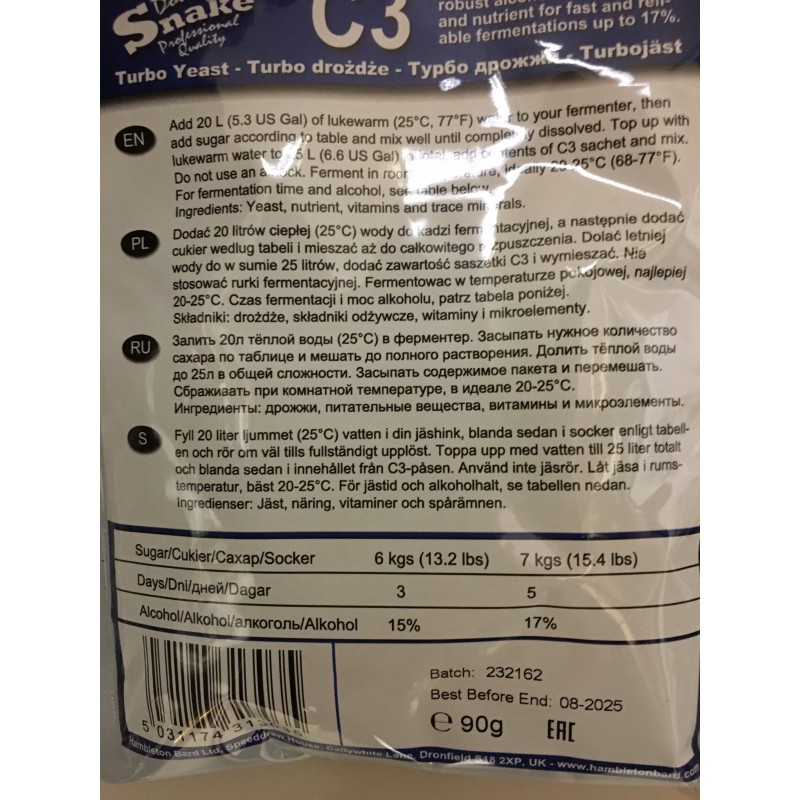 Snake
Professional
Quality
C3
and nutrient for fast and reli-
able fermentations up to 17%.
Turbo Yeast - Turbo drożdże - Турбо дрожжи - Turbojäst
EN
Add 20 L (5.3 US Gal) of lukewarm (25°C, 77°F) to your fermenter, then
add sugar according to table and mix well until completely dissolved. Top up with
lukewarm water to L (6.6 US Gal) add contents of C3 sachet and mix.
Do not use an Ferment in room ideally 20-25°C (68-77°F).
For fermentation time and alcohol, see table below.
Ingredients: Yeast, nutrient, vitamins and trace minerals.
PL
Dodać 20 litrów ciepłej (25°C) wody do kadzi fermentacyjnej, a następnie dodać
cukier wedlug tabeli i mieszać aż do całkowitego rozpuszczenia. Dolać letniej
wody do w sumie 25 litrów, dodać zawartość saszetki C3 i wymieszać. Nie
stosować rurki fermentacyjnej. Fermentowac w temperaturze pokojowej, najlepiej
20-25°C. Czas fermentacji i moc alkoholu, patrz tabela poniżej.
Składniki: drożdże, składniki odżywcze, witaminy i mikroelementy.
RU
Залить 20л тёплой воды (25°C) в ферментер. Засыпать нужное количество
сахара по таблице и мешать до полного растворения. Долить тёплой воды
до 25л в общей сложности. Засыпать содержимое пакета и перемешать.
Сбраживать при комнатной температуре, в идеале 20-25°C.
Ингредиенты: дрожжи, питательные вещества, витамины и микроэлементы.
S
Fyll 20 liter ljummet (25°C) vatten i din jäshink, blanda sedan i socker enligt tabell-
en och rör om väl tills fullständigt upplöst. Toppa upp med vatten till 25 liter totalt
och blanda sedan i innehållet från C3-påsen. Använd inte jäsrör. Låt jäsa i rums-
temperatur, bäst 20-25°C. För jästid och alkoholhalt, se tabellen nedan.
Ingredienser: Jäst, näring, vitaminer och spårämnen.
Sugar/Cukier/Сахар/Socker 6 kgs (13.2 lbs) 7 kgs (15.4 lbs)
Days/Dni/дней/Dagar 3 5
Alcohol/Alkohol/алкоголь/Alkohol 15% 17%
Batch: 232162
Best Before End: 08-2025
℮ 90g EAC
5 031174
Hambleton Bard Ltd, Speedcrew House, Callywhite Lane, Dronfield S18 2XP, UK - www.hambletonbard.com